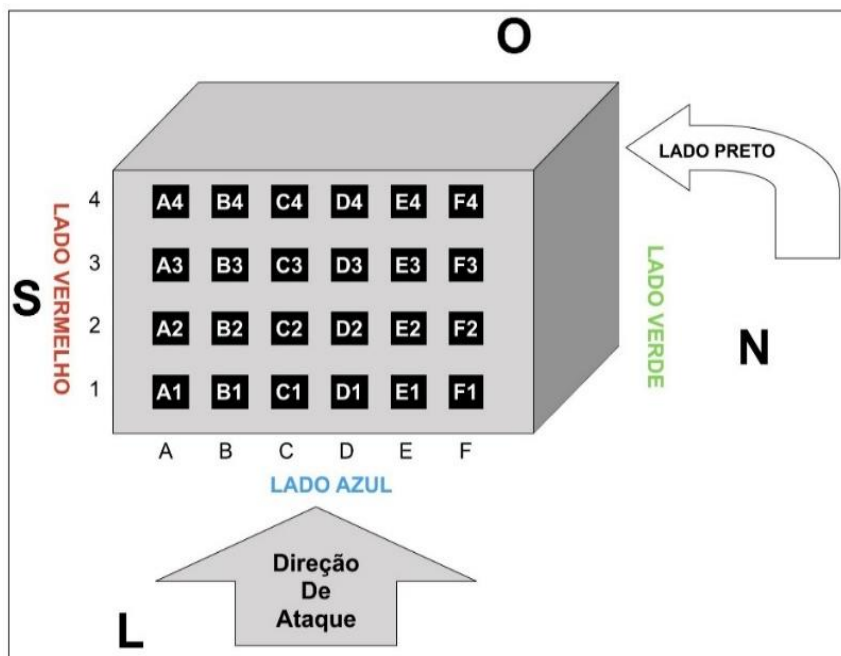 O
LADO PRETO
4 A4 B4 C4 D4 E4 F4
3 A3 B3 C3 D3 E3 F3
2 A2 B2 C2 D2 E2 F2
1 A1 B1 C1 D1 E1 F1
LADO VERMELHO
S
LADO VERDE
N
A B C D E F
LADO AZUL
Direção
De
Ataque
L